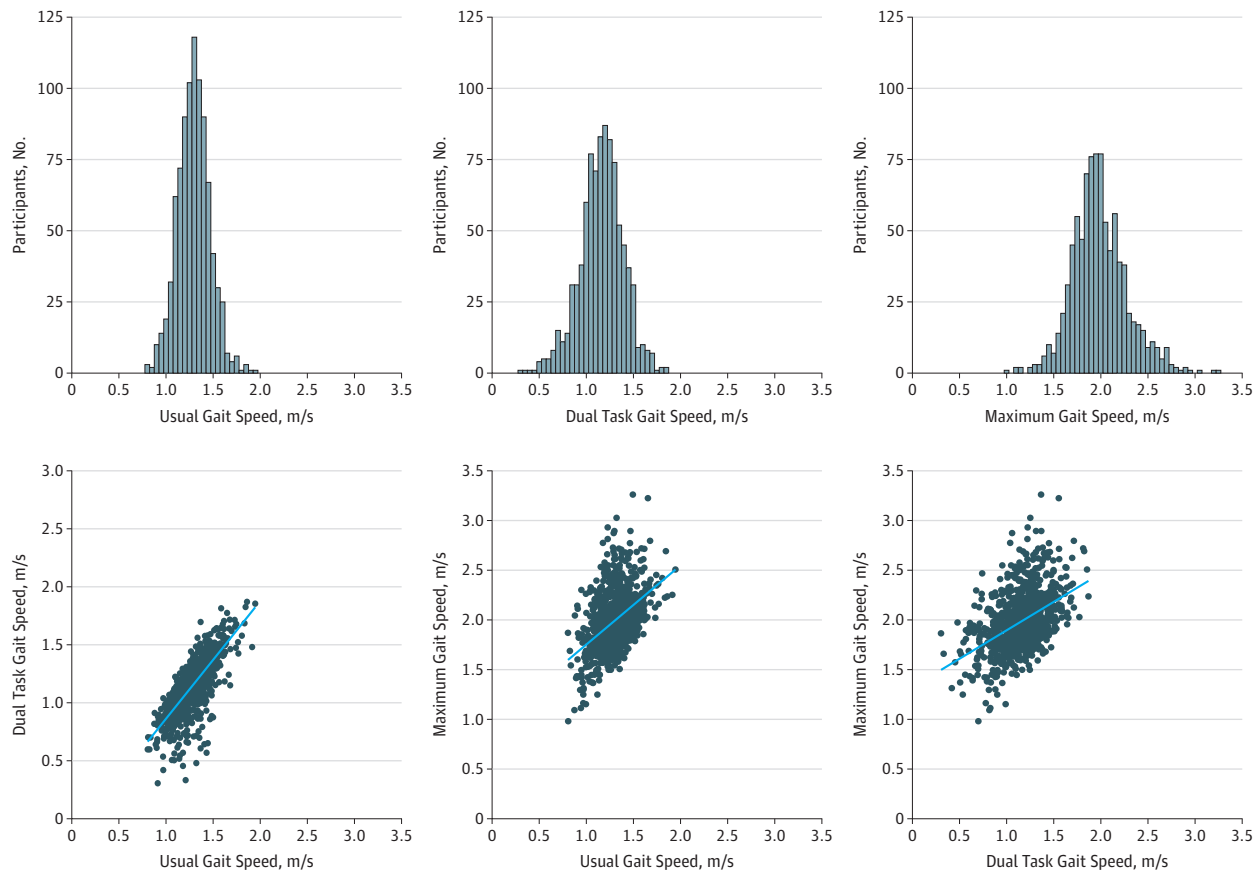 125
100
75
50
25
0
Participants, No.
0 0.5 1.0 1.5 2.0 2.5 3.0 3.5
Usual Gait Speed, m/s
125
100
75
50
25
0
Participants, No.
0 0.5 1.0 1.5 2.0 2.5 3.0 3.5
Dual Task Gait Speed, m/s
125
100
75
50
25
0
Participants, No.
0 0.5 1.0 1.5 2.0 2.5 3.0 3.5
Maximum Gait Speed, m/s
3.0
2.5
2.0
1.5
1.0
0.5
0
Dual Task Gait Speed, m/s
0 0.5 1.0 1.5 2.0 2.5 3.0 3.5
Usual Gait Speed, m/s
3.5
3.0
2.5
2.0
1.5
1.0
0.5
0
Maximum Gait Speed, m/s
0 0.5 1.0 1.5 2.0 2.5 3.0 3.5
Usual Gait Speed, m/s
3.5
3.0
2.5
2.0
1.5
1.0
0.5
0
Maximum Gait Speed, m/s
0 0.5 1.0 1.5 2.0 2.5 3.0 3.5
Dual Task Gait Speed, m/s